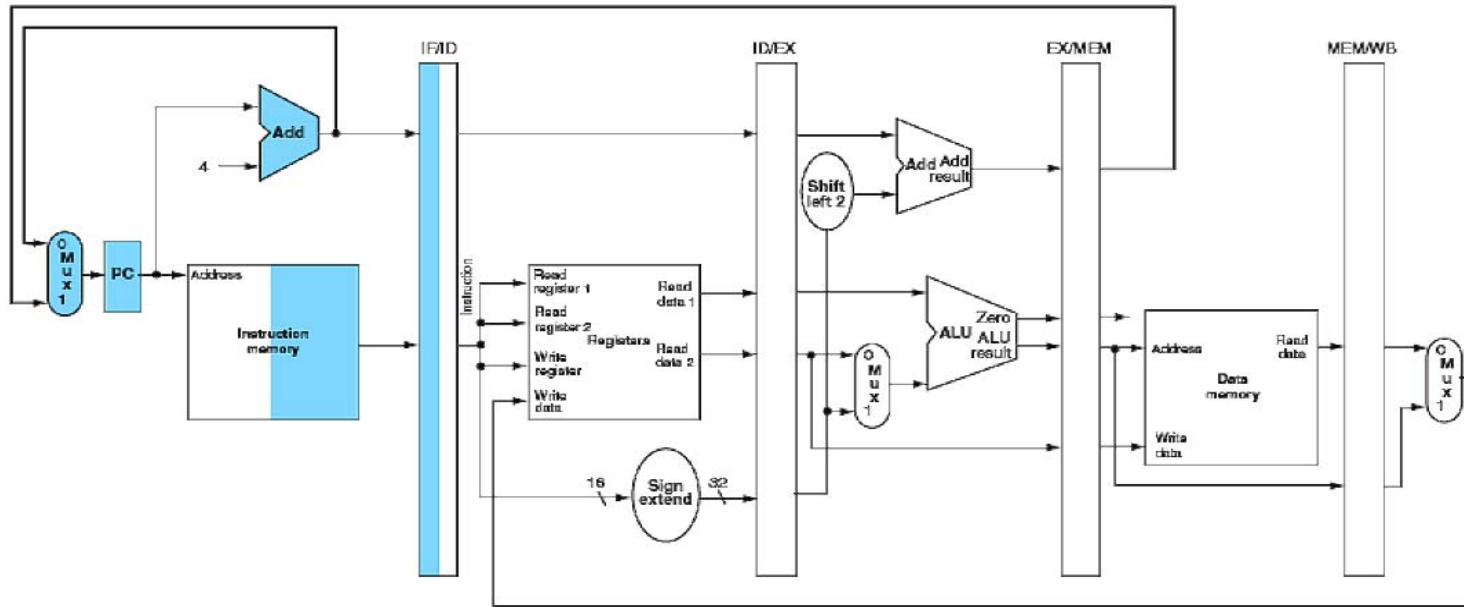 IF/ID
ID/EX
EX/MEM
MEM/WB
Add
4
Shift
left 2
Add
Add
result
0
M
u
x
1
PC
Address
Instruction
memory
Instruction
Read
register 1
Read
register 2
Write
register
Write
data
Registers
Read
data 1
Read
data 2
16
Sign
extend
32
0
M
u
x
1
ALU
Zero
ALU
result
Address
Write
data
Data
memory
Read
data
0
M
u
x
1